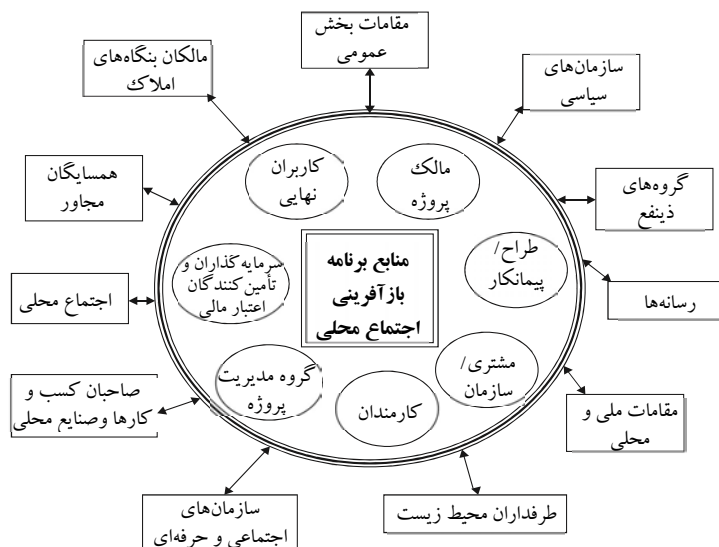 مقامات بخش
عمومی
سازمان‌های
سیاسی
گروه‌های
ذینفع
رسانه‌ها
مقامات ملی و
محلی
طرفداران محیط زیست
سازمان‌های
اجتماعی و حرفه‌ای
صاحبان کسب و
کارها وصنایع محلی
اجتماع محلی
همسایگان
مجاور
مالکان بنگاه‌های
املاک
مالک
پروژه
طراح/
پیمانکار
مشتری/
سازمان
کارمندان
گروه مدیریت
پروژه
سرمایه گذاران و
تأمین‌کنندگان
اعتبار مالی
کاربران
نهایی
منابع برنامه
بازآفرینی
اجتماع محلی